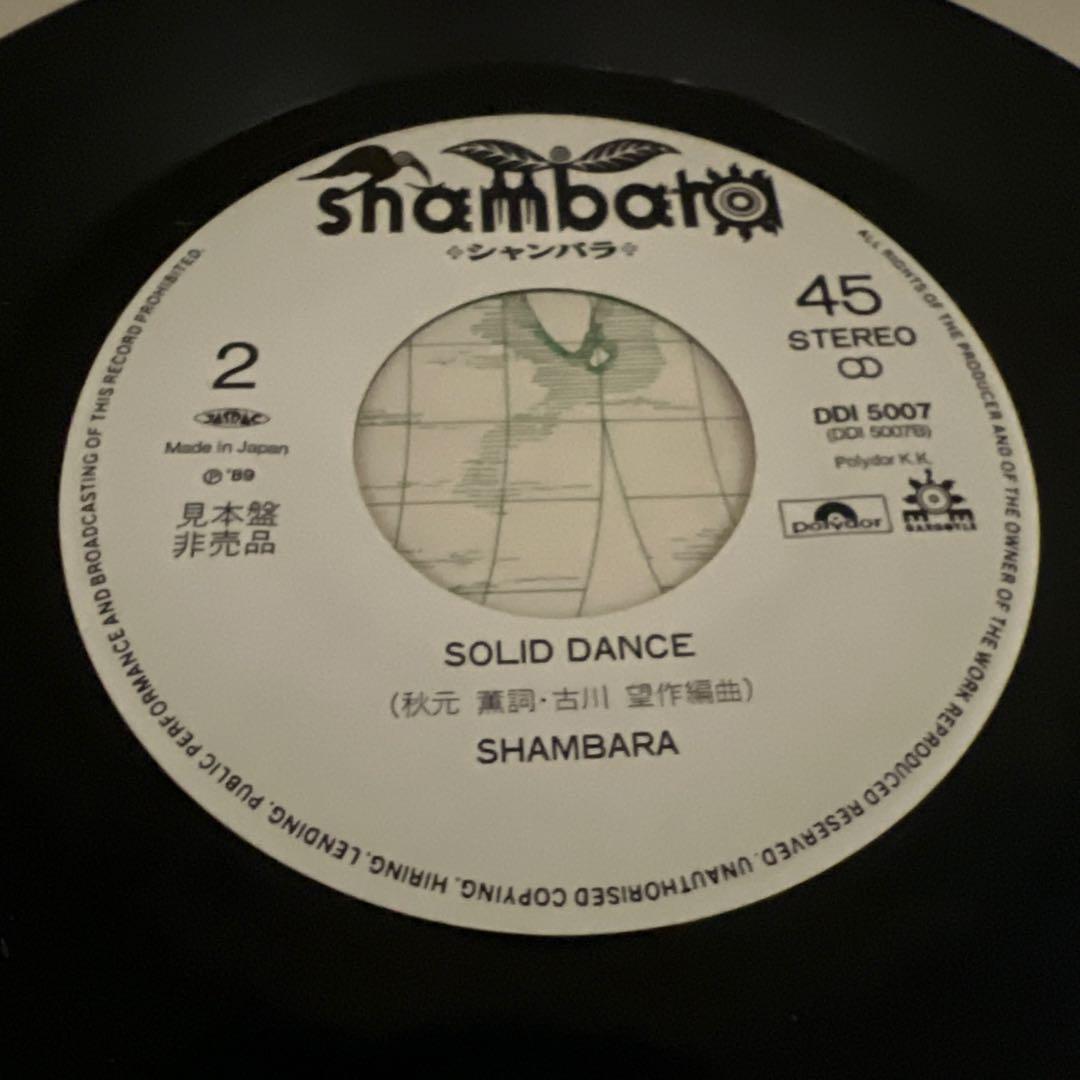 shambara
シャンバラ
2
JASRAC
Made in Japan
Ⓟ '89
見本盤
非売品
45
STEREO
DDI 5007
(DDI 5007B)
Polydor K.K.
polydor
GARGOYLE
SOLID DANCE
(秋元 薫詞・古川 望作編曲)
SHAMBARA
ALL RIGHTS OF THE PRODUCER AND OF THE OWNER OF THE WORK REPRODUCED RESERVED. UNAUTHORISED COPYING, HIRING, LENDING, PUBLIC PERFORMANCE AND BROADCASTING OF THIS RECORD PROHIBITED.